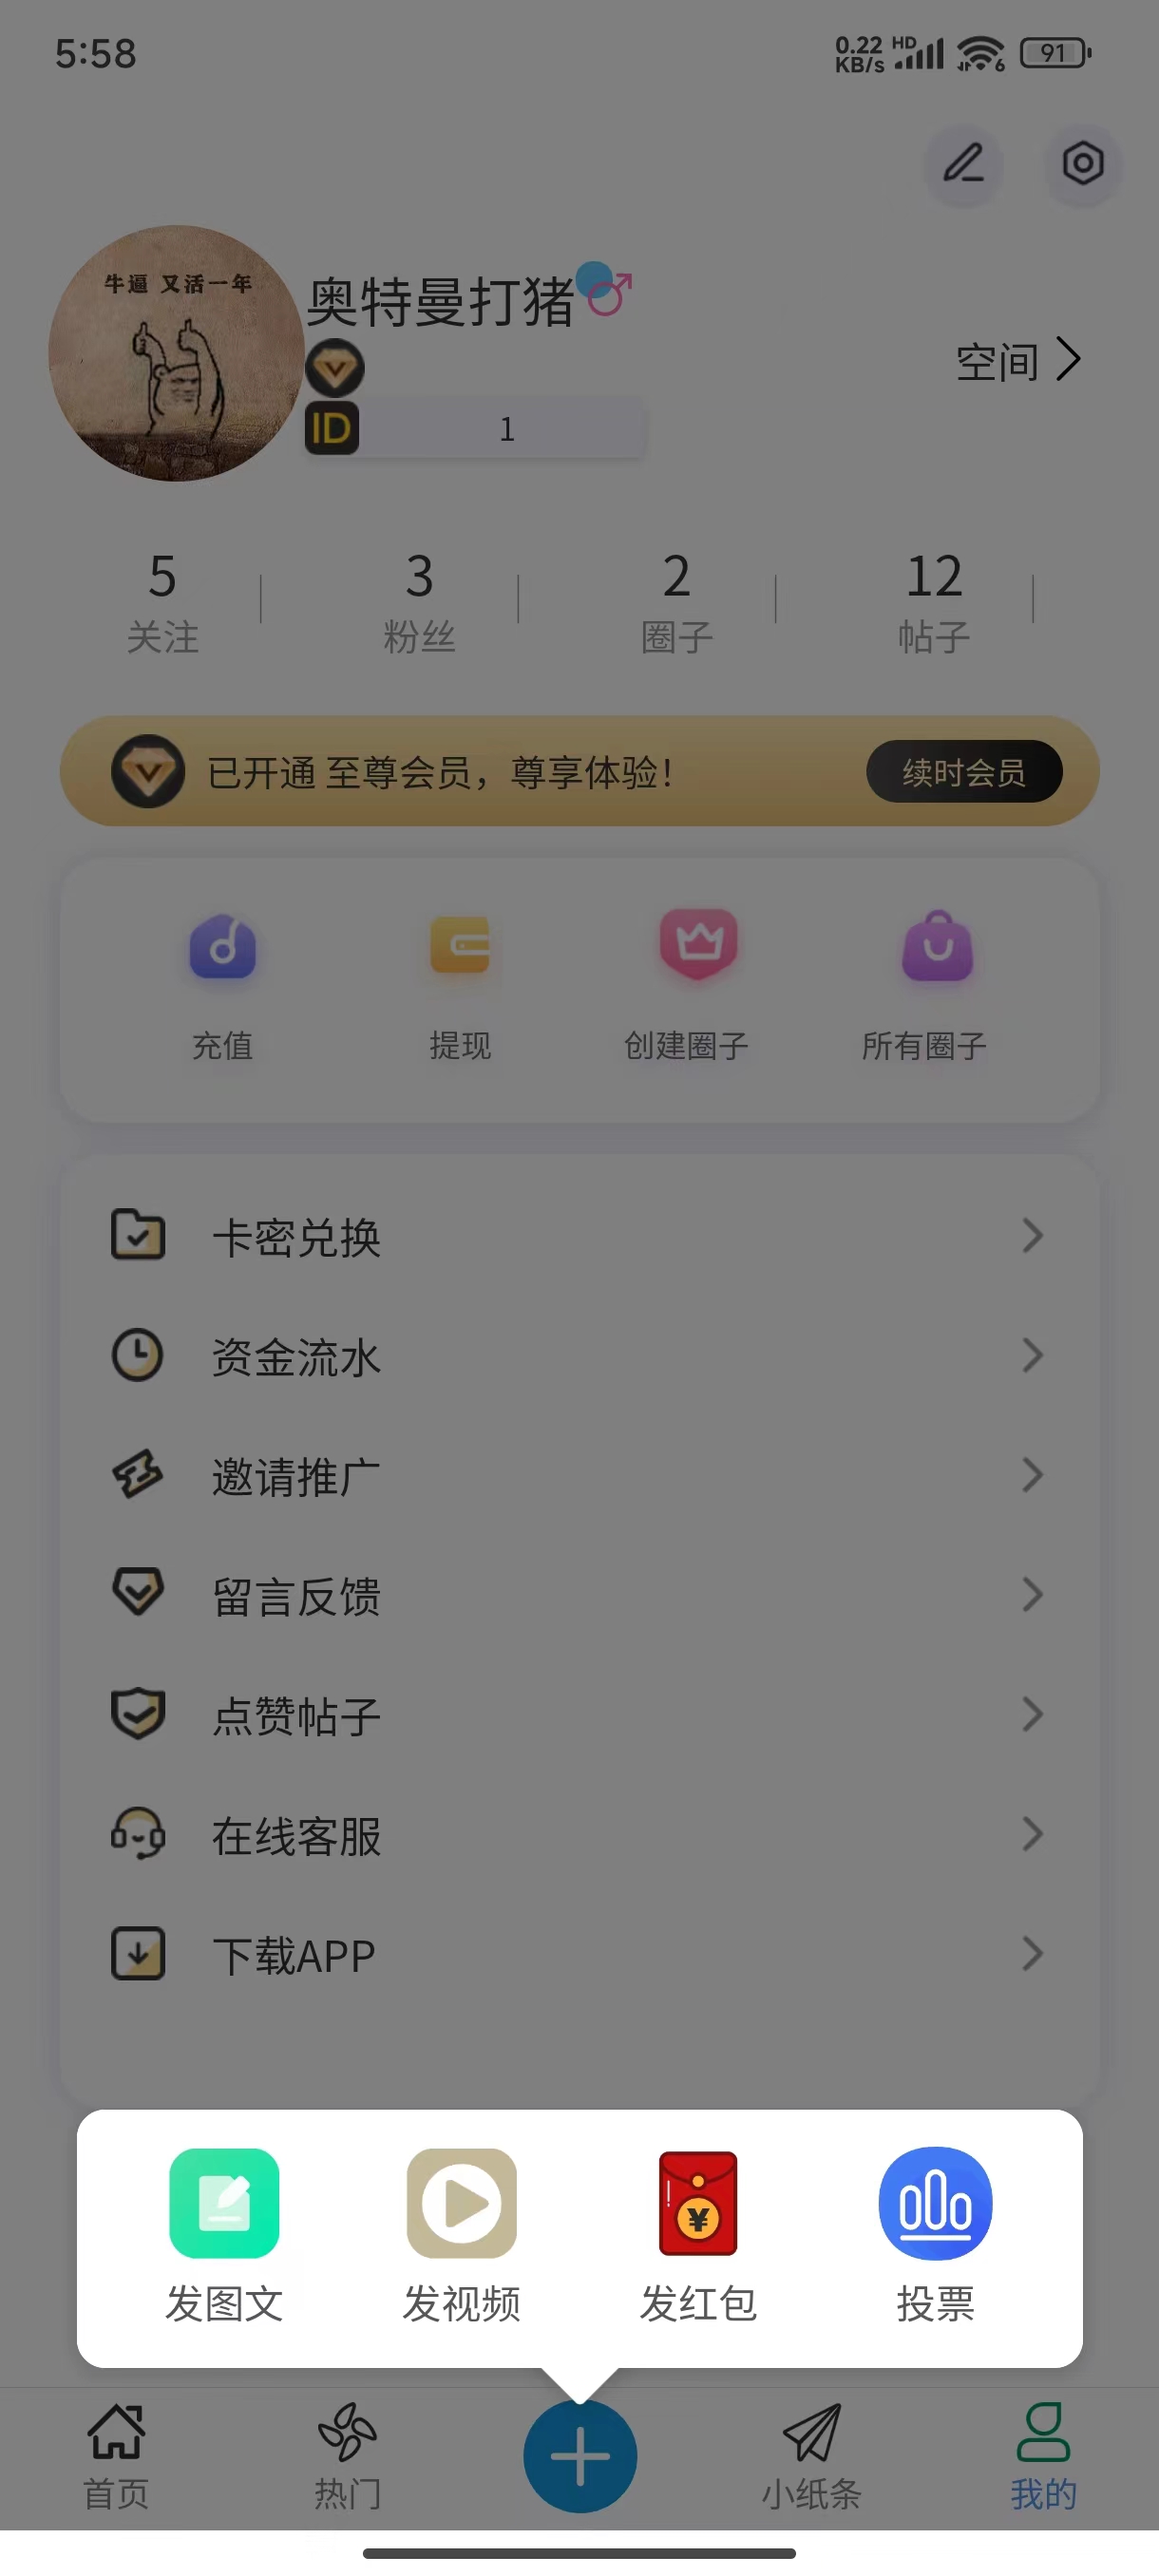 5:58
0.22 KB/s HD 6 91
牛逼 又活一年
奥特曼打猪
空间
ID 1
5 3 2 12
关注 粉丝 圈子 帖子
已开通 至尊会员，尊享体验！ 续时会员
充值 提现 创建圈子 所有圈子
卡密兑换
资金流水
邀请推广
留言反馈
点赞帖子
在线客服
下载APP
¥
发图文 发视频 发红包 投票
首页 热门 小纸条 我的